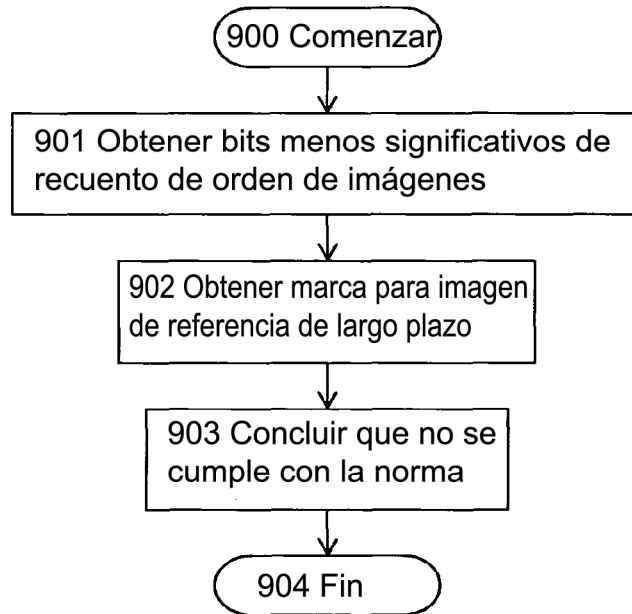 900 Comenzar
901 Obtener bits menos significativos de
recuento de orden de imágenes
902 Obtener marca para imagen
de referencia de largo plazo
903 Concluir que no se
cumple con la norma
904 Fin